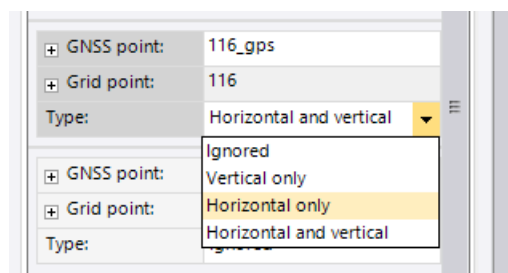 GNSS point: 116_gps
Grid point: 116
Type: Horizontal and vertical
Ignored
GNSS point: Vertical only
Grid point: Horizontal only
Type: Horizontal and vertical